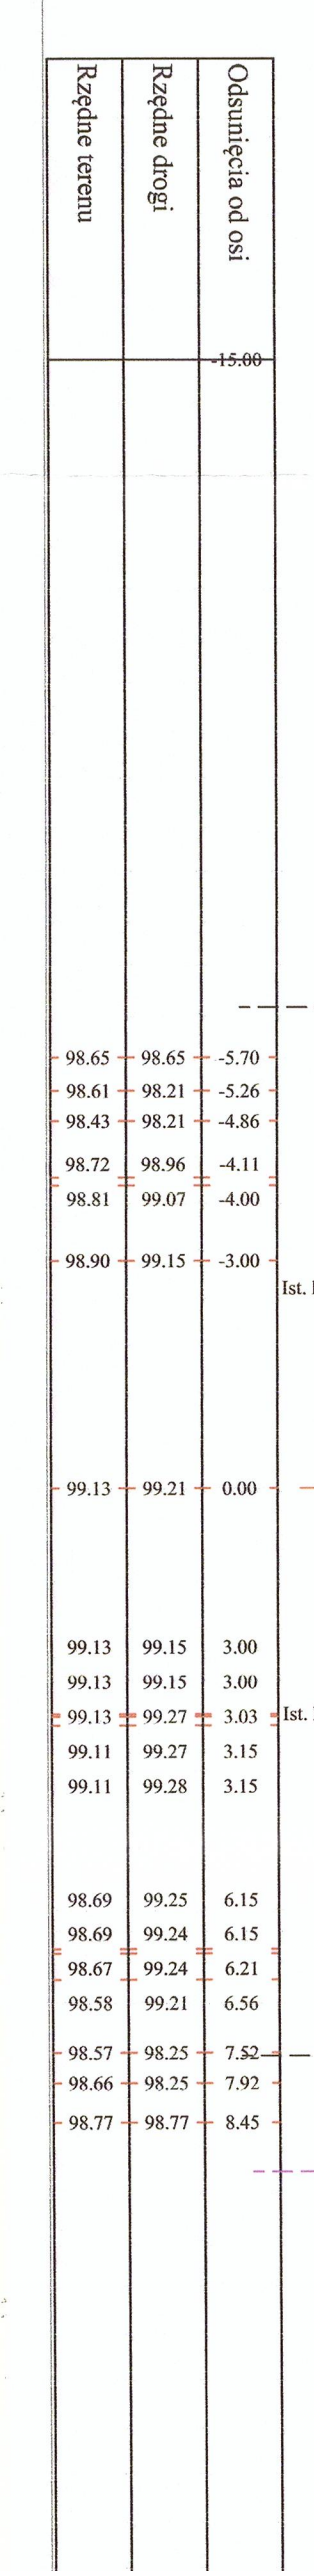 Rzędne terenu Rzędne drogi Odsunięcia od osi
-15.00
98.65 98.65 -5.70
98.61 98.21 -5.26
98.43 98.21 -4.86
98.72 98.96 -4.11
98.81 99.07 -4.00
98.90 99.15 -3.00
Ist.
99.13 99.21 0.00
99.13 99.15 3.00
99.13 99.15 3.00
99.13 99.27 3.03 Ist.
99.11 99.27 3.15
99.11 99.28 3.15
98.69 99.25 6.15
98.69 99.24 6.15
98.67 99.24 6.21
98.58 99.21 6.56
98.57 98.25 7.52
98.66 98.25 7.92
98.77 98.77 8.45